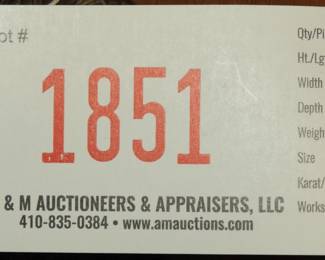 ot #
1851
& M AUCTIONEERS & APPRAISERS, LLC
410-835-0384 • www.amauctions.com
Qty/Pi
Ht./Lg
Width
Depth
Weigh
Size
Karat/
Works